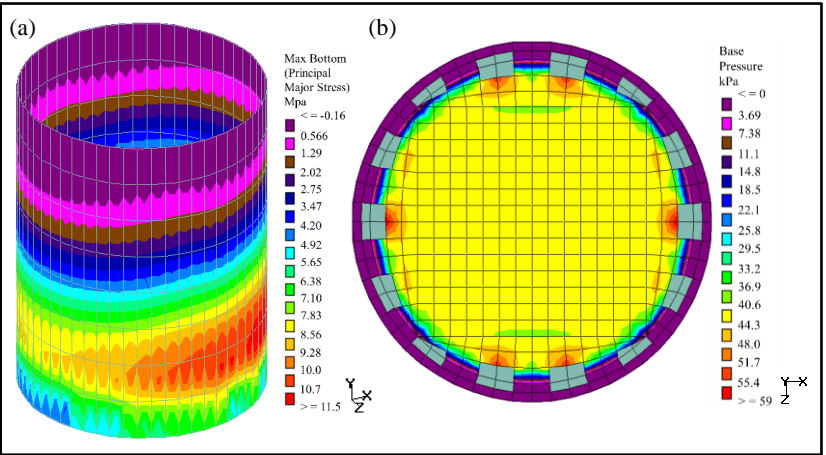 (a)
Max Bottom
(Principal
Major Stress)
Mpa
< = -0.16
0.566
1.29
2.02
2.75
3.47
4.20
4.92
5.65
6.38
7.10
7.83
8.56
9.28
10.0
10.7
> = 11.5
Y
X
Z
(b)
Base
Pressure
kPa
< = 0
3.69
7.38
11.1
14.8
18.5
22.1
25.8
29.5
33.2
36.9
40.6
44.3
48.0
51.7
55.4
> = 59
Y X
Z